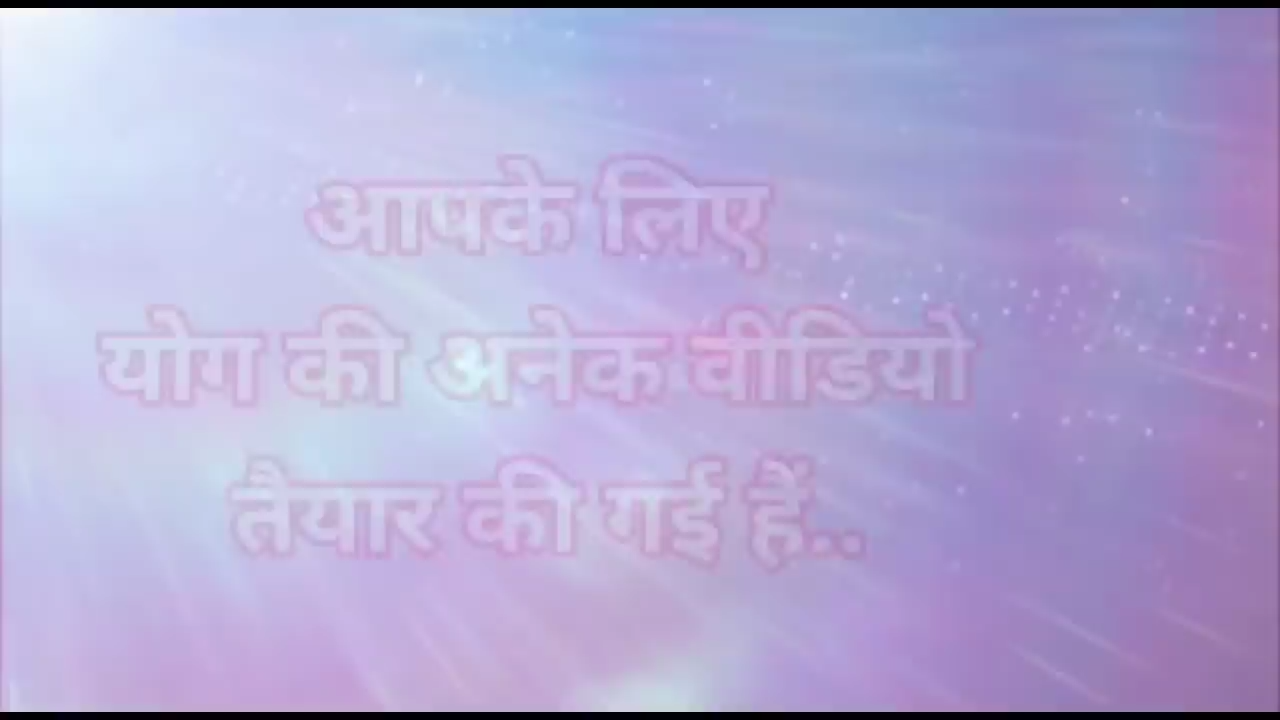 आपके लिए
योग की अनेक वीडियो
तैयार की गई हैं..